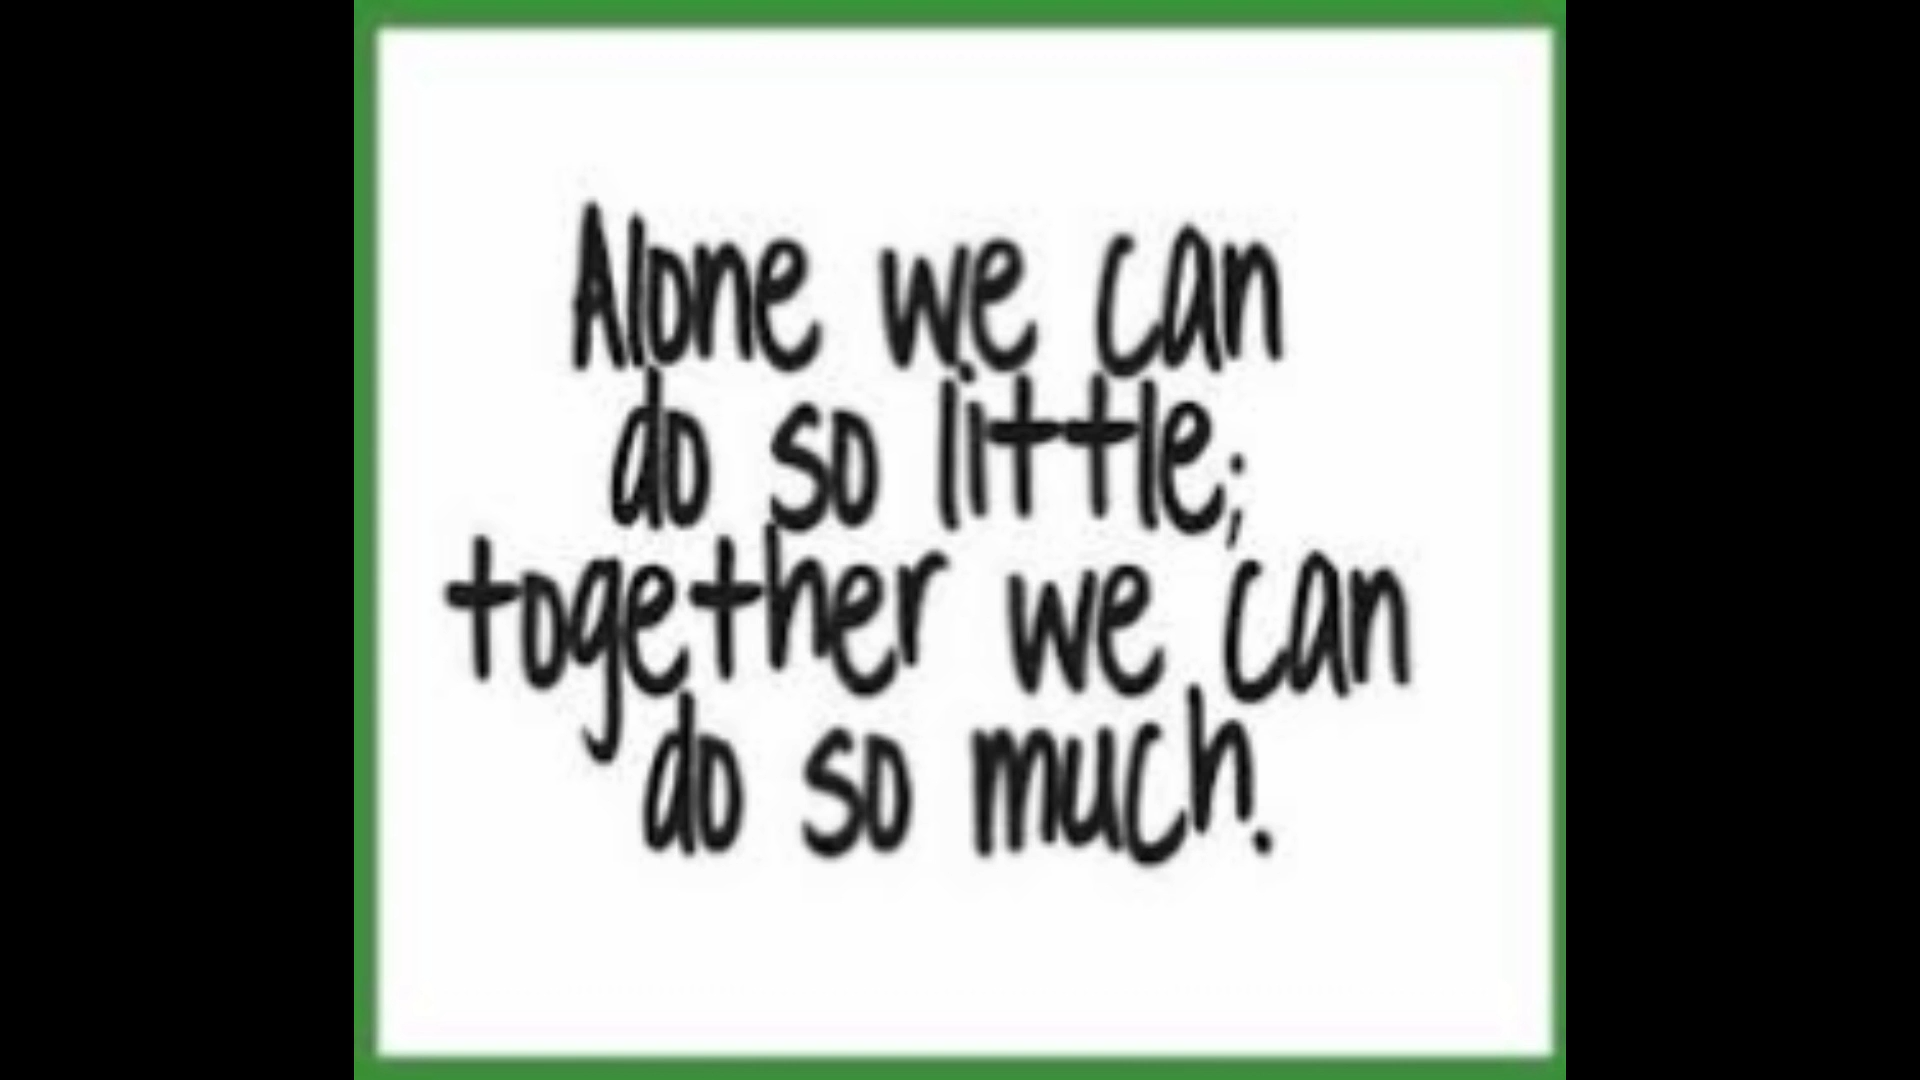 Alone we can
do so little;
together we can
do so much.